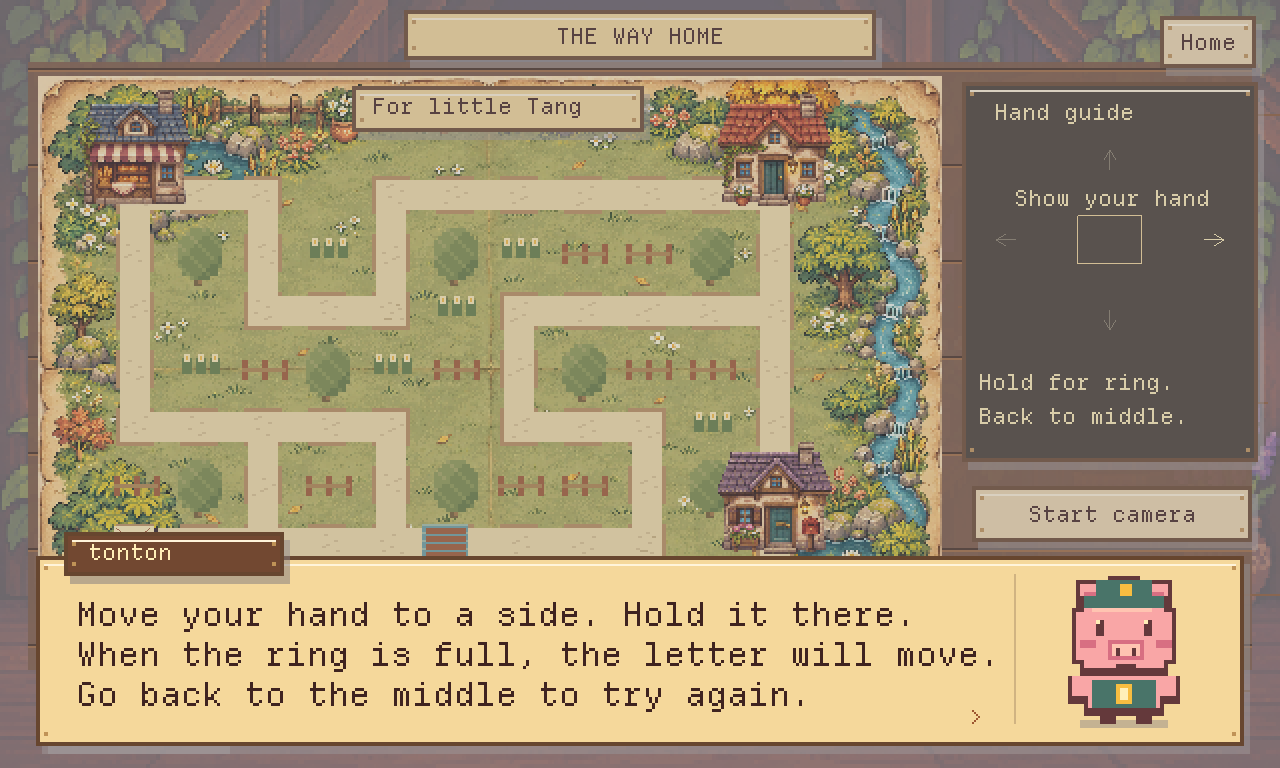 THE WAY HOME
Home
For little Tang
Hand guide
Show your hand
Hold for ring.
Back to middle.
Start camera
tonton
Move your hand to a side. Hold it there.
When the ring is full, the letter will move.
Go back to the middle to try again.